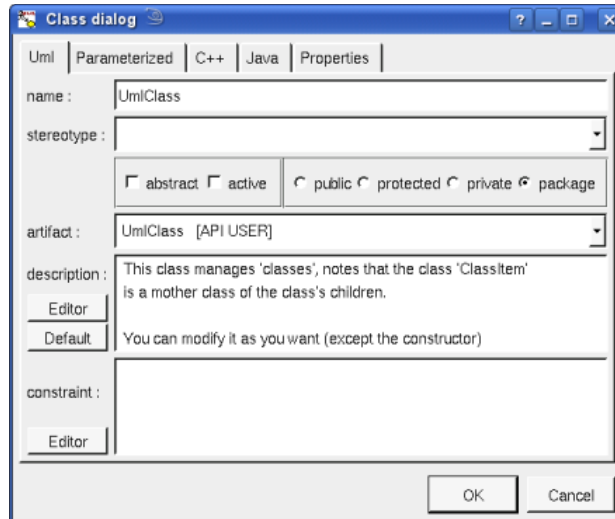 Class dialog
Uml Parameterized C++ Java Properties
name : UmlClass
stereotype :
abstract active public protected private package
artifact : UmlClass [API USER]
description : This class manages 'classes', notes that the class 'ClassItem'
is a mother class of the class's children.
Editor
Default You can modify it as you want (except the constructor)
constraint :
Editor
OK Cancel